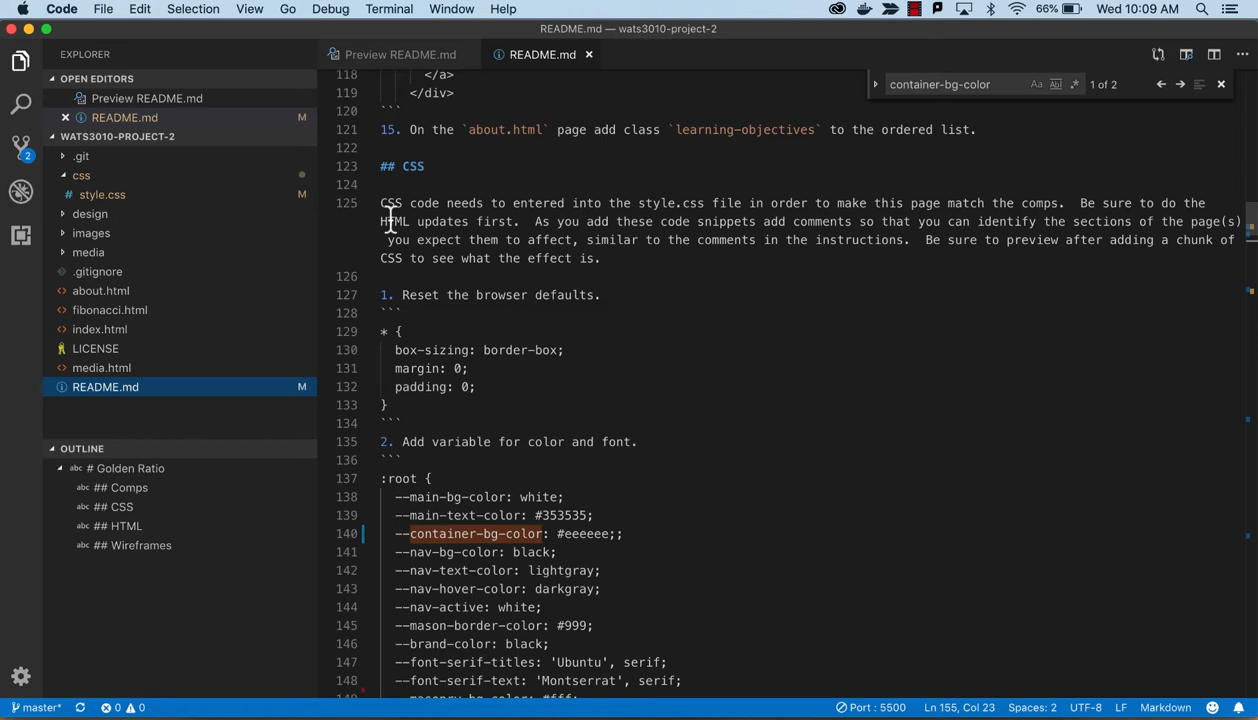 Code File Edit Selection View Go Debug Terminal Window Help 66% Wed 10:09 AM
README.md — wats3010-project-2
EXPLORER
OPEN EDITORS
Preview README.md
README.md M
WATS3010-PROJECT-2
.git
css
style.css M
design
images
media
.gitignore
about.html
fibonacci.html
index.html
LICENSE
media.html
README.md M
OUTLINE
abc # Golden Ratio
abc ## Comps
abc ## CSS
abc ## HTML
abc ## Wireframes
2
Preview README.md README.md
container-bg-color Aa Abl .* 1 of 2
118 </a>
119 </div>
120 ```
121 15. On the `about.html` page add class `learning-objectives` to the ordered list.
122
123 ## CSS
124
125 CSS code needs to entered into the style.css file in order to make this page match the comps. Be sure to do the
HTML updates first. As you add these code snippets add comments so that you can identify the sections of the page(s)
you expect them to affect, similar to the comments in the instructions. Be sure to preview after adding a chunk of
CSS to see what the effect is.
126
127 1. Reset the browser defaults.
128 ```
129 * {
130 box-sizing: border-box;
131 margin: 0;
132 padding: 0;
133 }
134 ```
135 2. Add variable for color and font.
136 ```
137 :root {
138 --main-bg-color: white;
139 --main-text-color: #353535;
140 --container-bg-color: #eeeeee;;
141 --nav-bg-color: black;
142 --nav-text-color: lightgray;
143 --nav-hover-color: darkgray;
144 --nav-active: white;
145 --mason-border-color: #999;
146 --brand-color: black;
147 --font-serif-titles: 'Ubuntu', serif;
148 --font-serif-text: 'Montserrat', serif;
149 --masonry-bg-color: #fff;
master* 0 0 Port : 5500 Ln 155, Col 23 Spaces: 2 UTF-8 LF Markdown